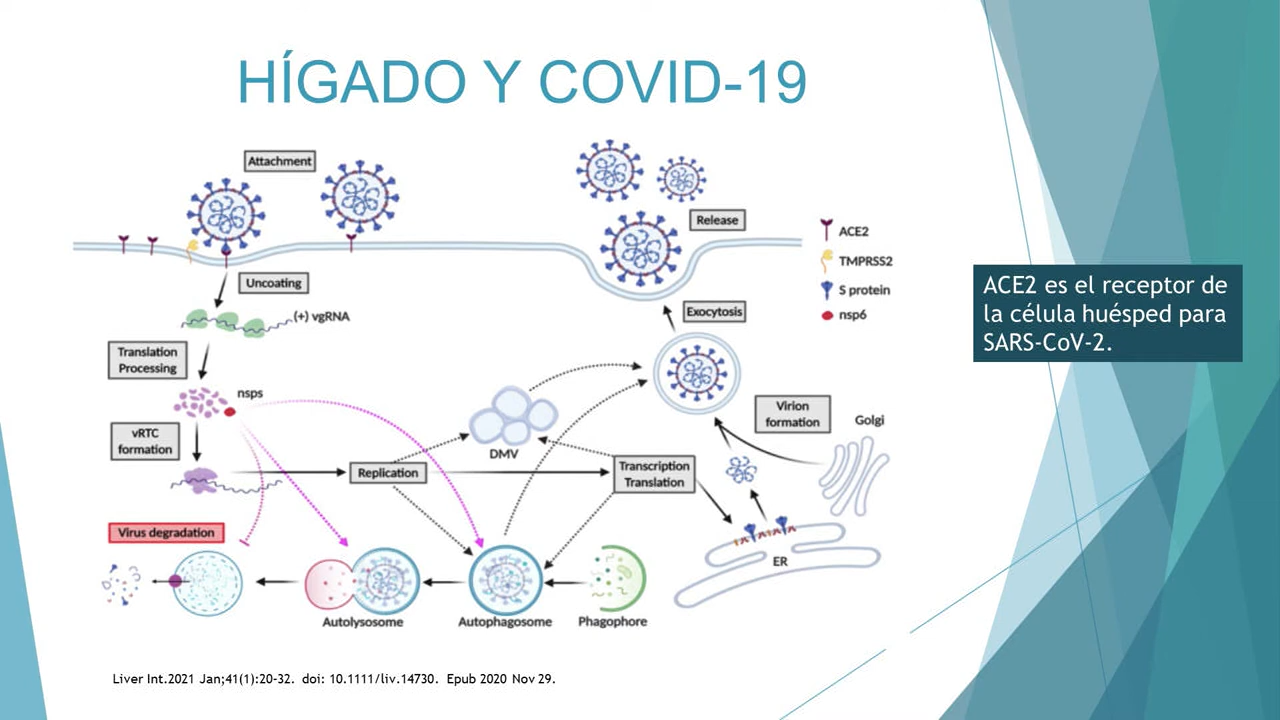 HÍGADO Y COVID-19
Attachment
Release
ACE2
TMPRSS2
S protein
nsp6
Uncoating
(+) vgRNA
Exocytosis
Translation
Processing
nsps
vRTC
formation
DMV
Virion
formation
Golgi
Replication
Transcription
Translation
Virus degradation
ER
Autolysosome
Autophagosome
Phagophore
ACE2 es el receptor de
la célula huésped para
SARS-CoV-2.
Liver Int.2021 Jan;41(1):20-32. doi: 10.1111/liv.14730. Epub 2020 Nov 29.